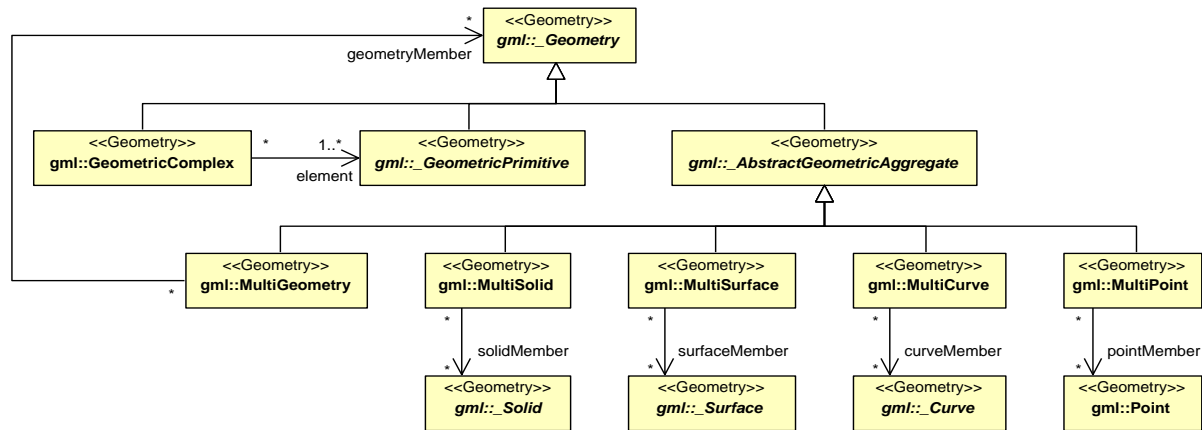 <<Geometry>>
gml::_Geometry
*
geometryMember
<<Geometry>>
gml::GeometricComplex
*
1..*
element
<<Geometry>>
gml::_GeometricPrimitive
<<Geometry>>
gml::_AbstractGeometricAggregate
<<Geometry>>
gml::MultiGeometry
*
<<Geometry>>
gml::MultiSolid
<<Geometry>>
gml::MultiSurface
<<Geometry>>
gml::MultiCurve
<<Geometry>>
gml::MultiPoint
*
solidMember
*
*
surfaceMember
*
*
curveMember
*
*
pointMember
*
<<Geometry>>
gml::_Solid
<<Geometry>>
gml::_Surface
<<Geometry>>
gml::_Curve
<<Geometry>>
gml::Point